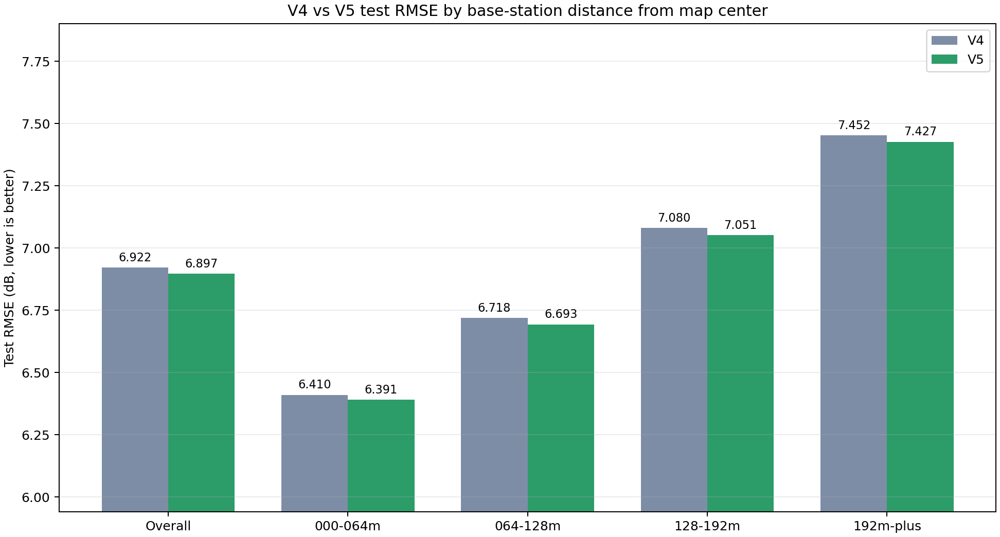 V4 vs V5 test RMSE by base-station distance from map center
V4
V5
Test RMSE (dB, lower is better)
7.75
7.50
7.25
7.00
6.75
6.50
6.25
6.00
6.922
6.897
6.410
6.391
6.718
6.693
7.080
7.051
7.452
7.427
Overall
000-064m
064-128m
128-192m
192m-plus